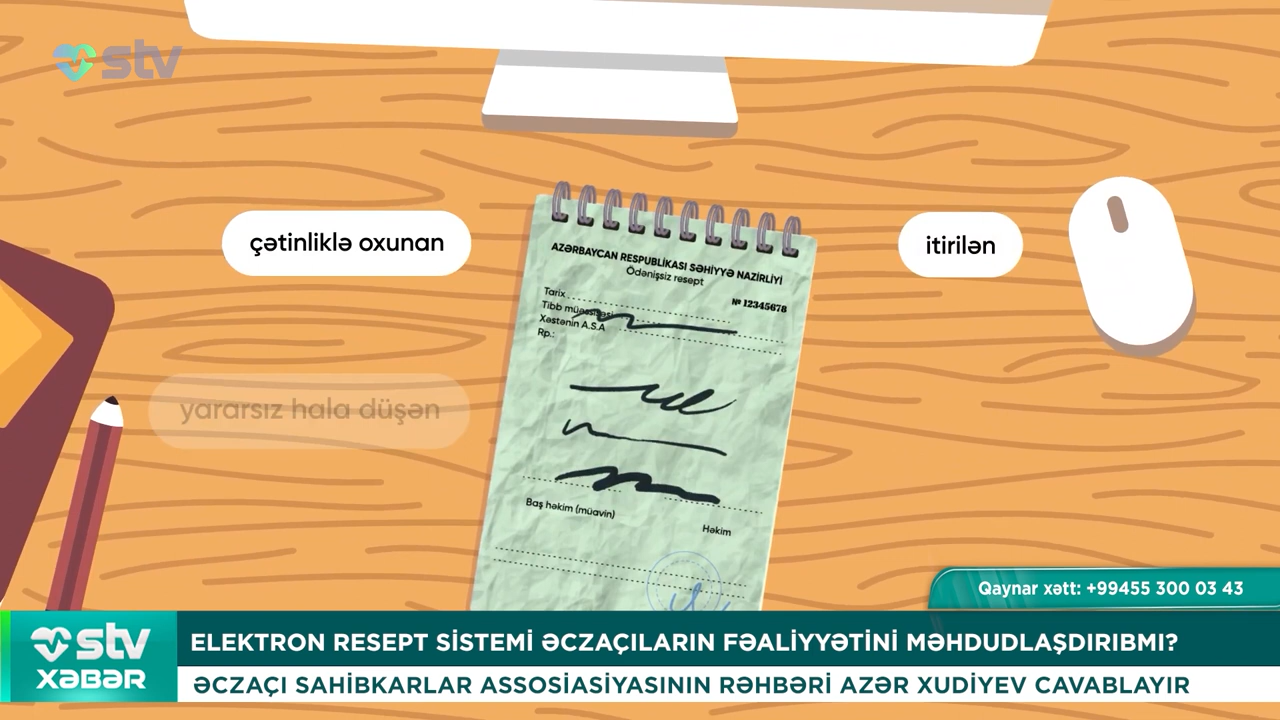 stv
çətinliklə oxunan
itirilən
yararsız hala düşən
AZƏRBAYCAN RESPUBLİKASI SƏHİYYƏ NAZİRLİYİ
Ödənişsiz resept
№ 12345678
Tarix
Tibb müəssisəsi
Xəstənin A.S.A
Rp.:
Baş həkim (müavin)
Həkim
Qaynar xətt: +99455 300 03 43
stv
XƏBƏR
ELEKTRON RESEPT SİSTEMİ ƏCZAÇILARIN FƏALİYYƏTİNİ MƏHDUDLAŞDIRIBMI?
ƏCZAÇI SAHİBKARLAR ASSOSİASİYASININ RƏHBƏRİ AZƏR XUDİYEV CAVABLAYIR